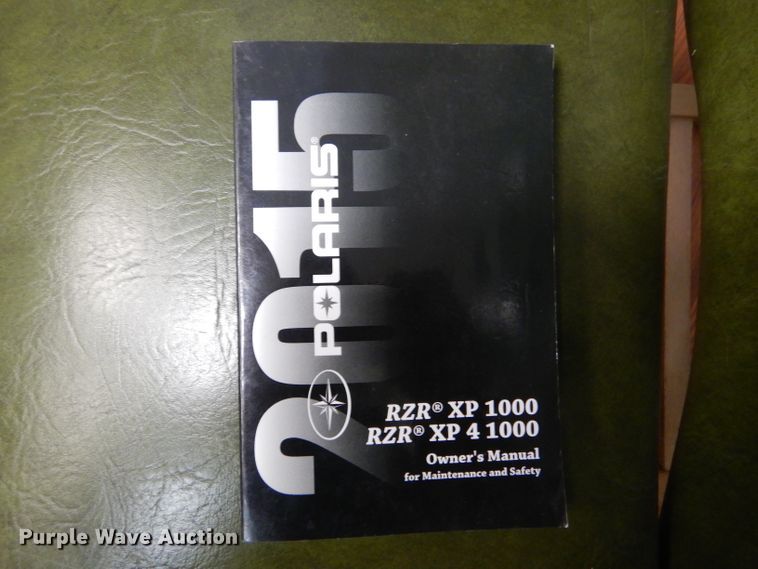 2015
POLARIS®
RZR® XP 1000
RZR® XP 4 1000
Owner's Manual
for Maintenance and Safety
Purple Wave Auction